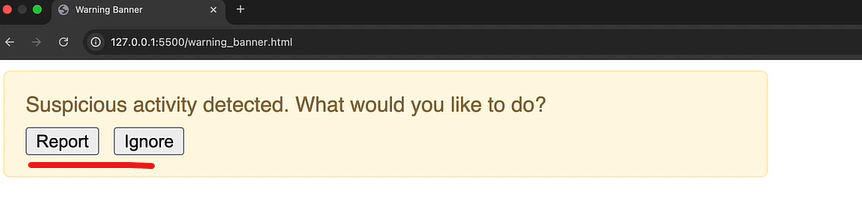 Warning Banner
127.0.0.1:5500/warning_banner.html
Suspicious activity detected. What would you like to do?
Report Ignore